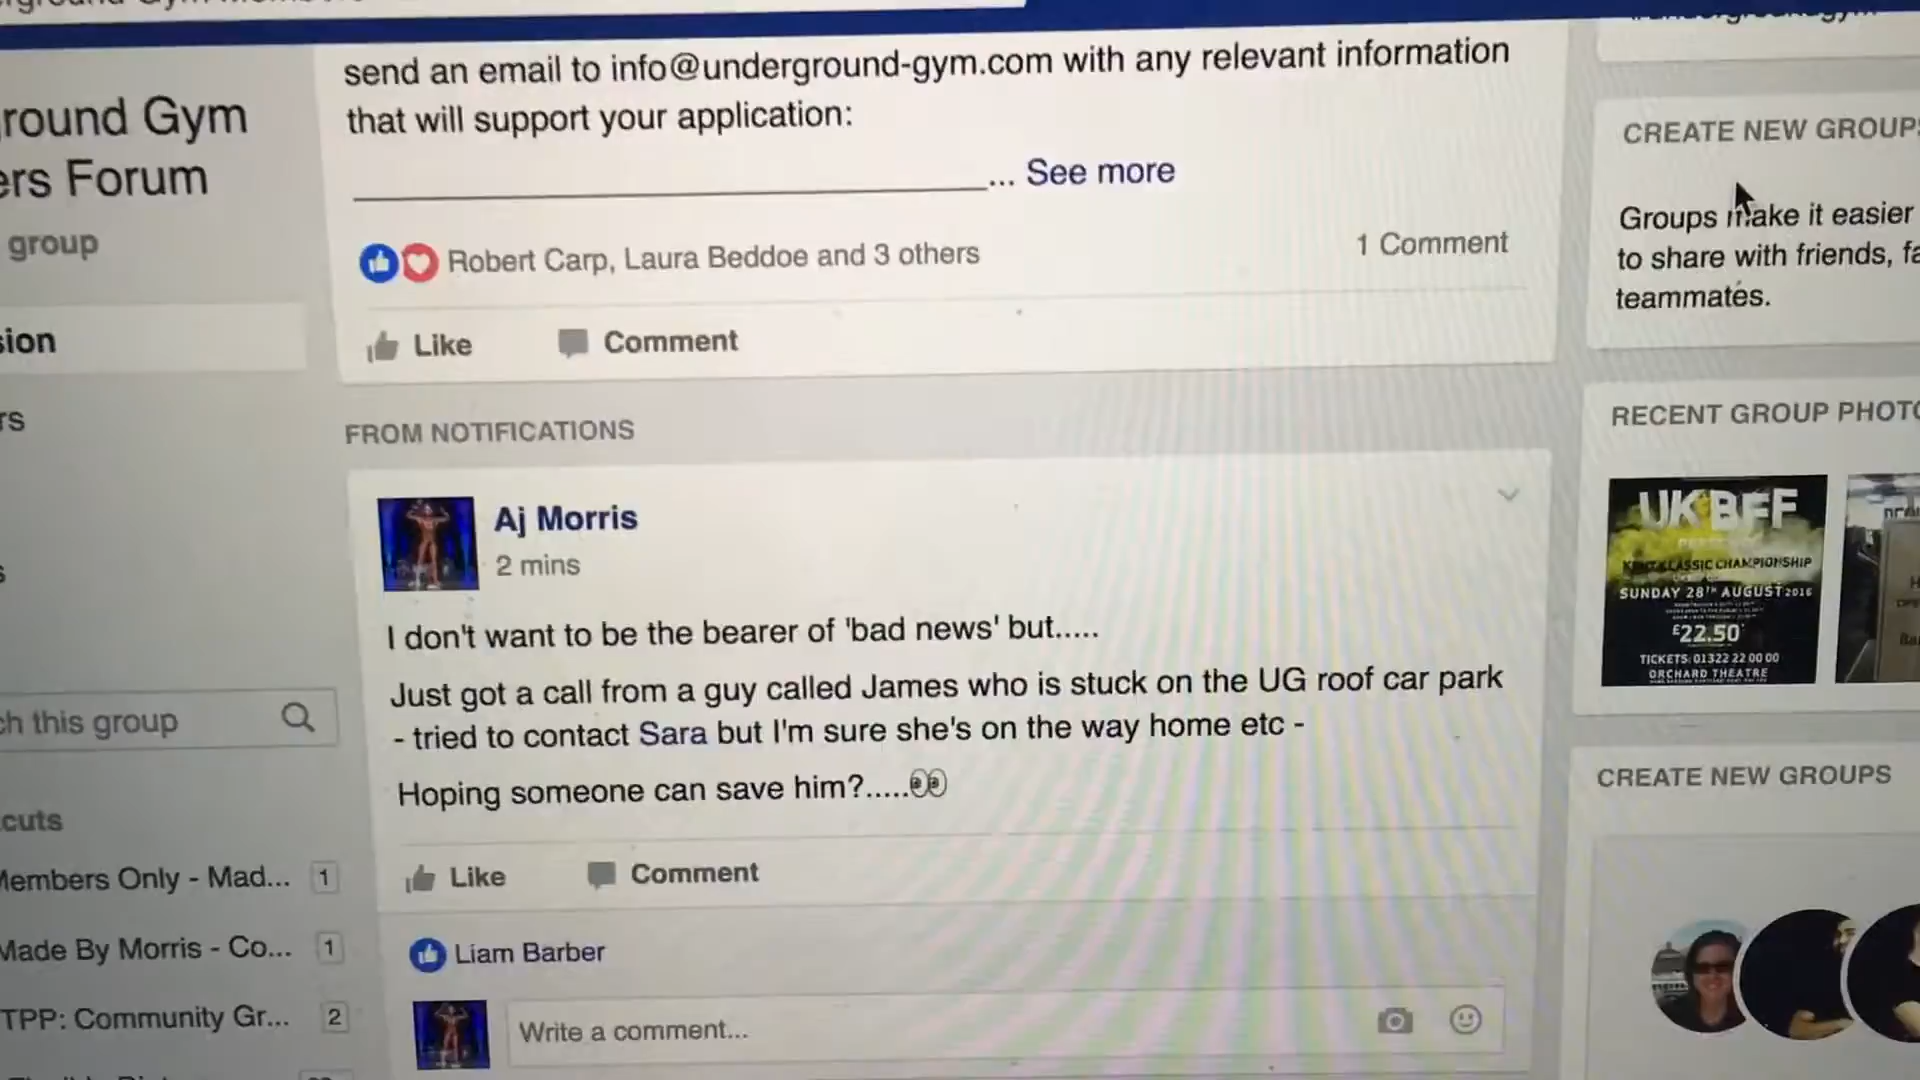 send an email to info@underground-gym.com with any relevant information
that will support your application:
... See more
Robert Carp, Laura Beddoe and 3 others
1 Comment
Like
Comment
FROM NOTIFICATIONS
Aj Morris
2 mins
I don't want to be the bearer of 'bad news' but.....
Just got a call from a guy called James who is stuck on the UG roof car park
- tried to contact Sara but I'm sure she's on the way home etc -
Hoping someone can save him?.....👀
Like
Comment
Liam Barber
Write a comment...
round Gym
ers Forum
group
sion
rs
s
ch this group
cuts
Members Only - Mad... 1
Made By Morris - Co... 1
TPP: Community Gr... 2
CREATE NEW GROUPS
Groups make it easier
to share with friends, fa
teammates.
RECENT GROUP PHOTO
UKBFF
CLASSIC CHAMPIONSHIP
SUNDAY 28TH AUGUST 2016
£22.50
TICKETS: 01322 22 00 00
ORCHARD THEATRE
CREATE NEW GROUPS